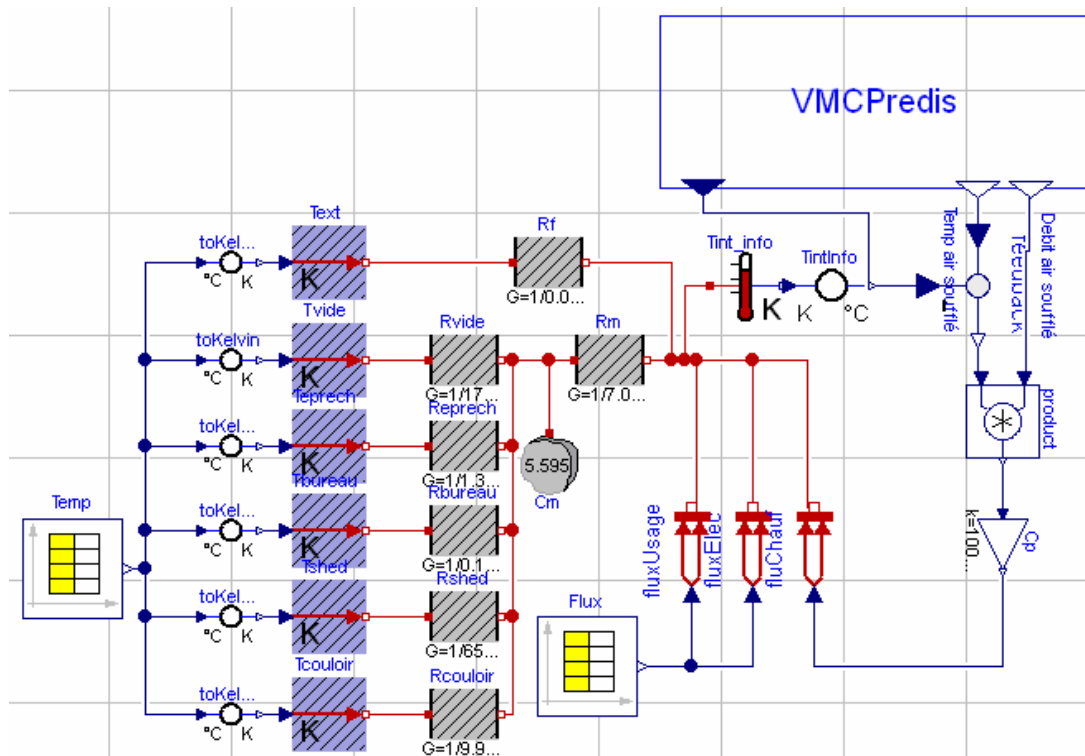 VMCPredis
Text
toKel...
°C
K
K
Rf
G=1/0.0...
Tint_info
K
K
TintInfo
°C
Temp air soufflé
Debit air soufflé
Tvide
toKelvin
°C
K
K
Rvide
G=1/17...
Rm
G=1/7.0...
Teprech
toKel...
°C
K
K
Reprech
G=1/1.3...
5.595
Cm
product
Tbureau
toKel...
°C
K
Rbureau
G=1/0.1...
Temp
Tshed
toKel...
°C
K
K
Rshed
G=1/65...
fluxUsage
fluxElec
fluChauf
k=100...
Cp
Flux
Tcouloir
toKel...
°C
K
K
Rcouloir
G=1/9.9...